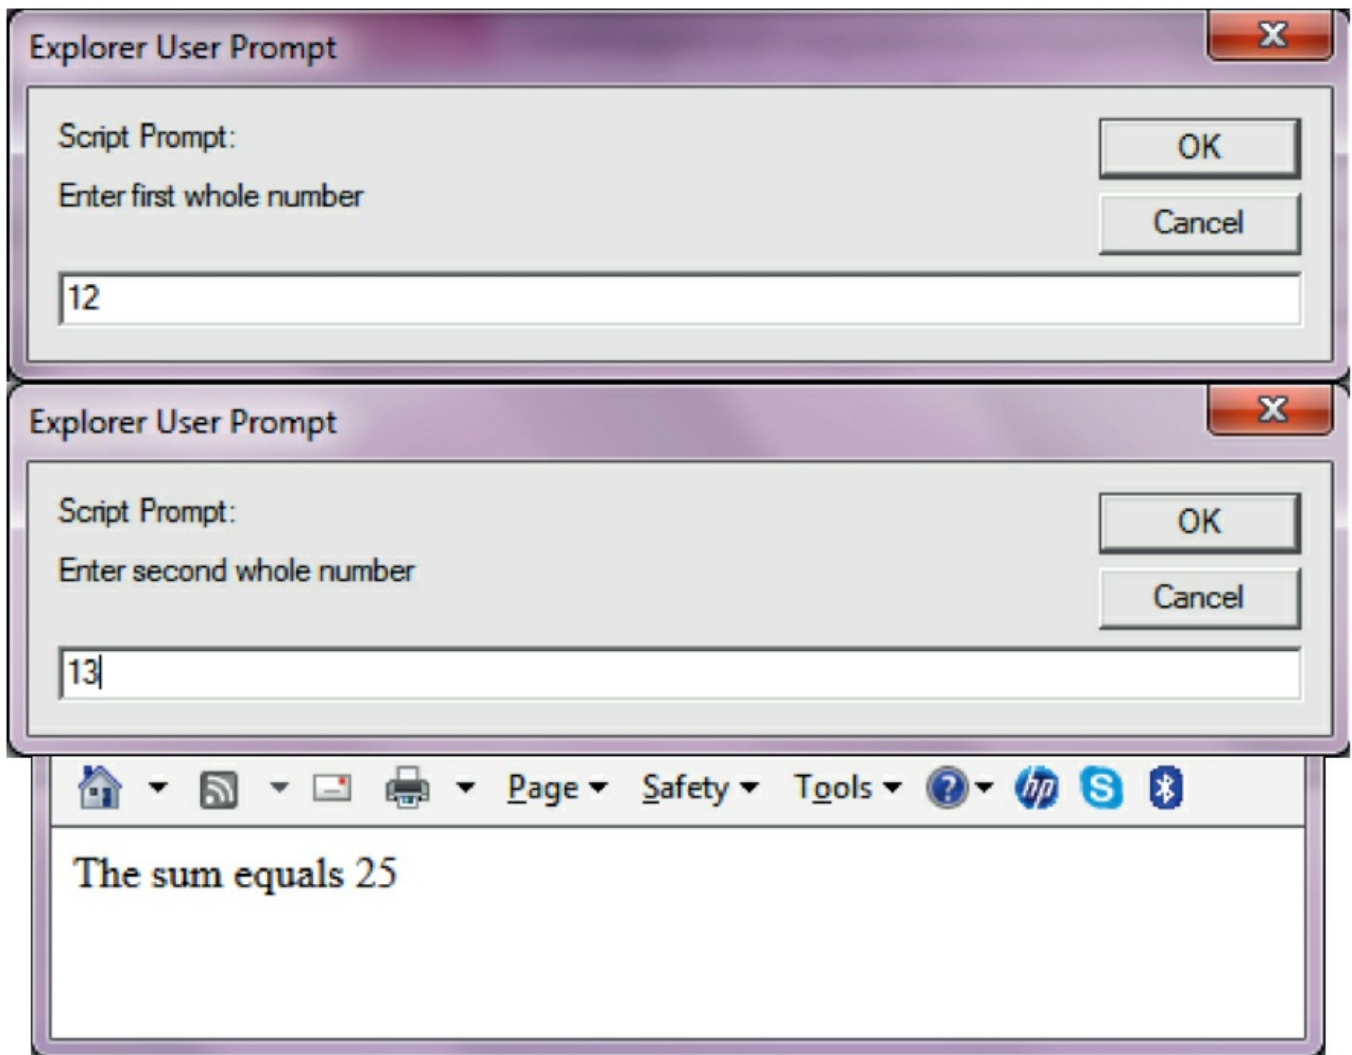 Explorer User Prompt
x
Script Prompt:
OK
Enter first whole number
Cancel
12
Explorer User Prompt
x
Script Prompt:
OK
Enter second whole number
Cancel
13
Page Safety Tools ? hp S
The sum equals 25